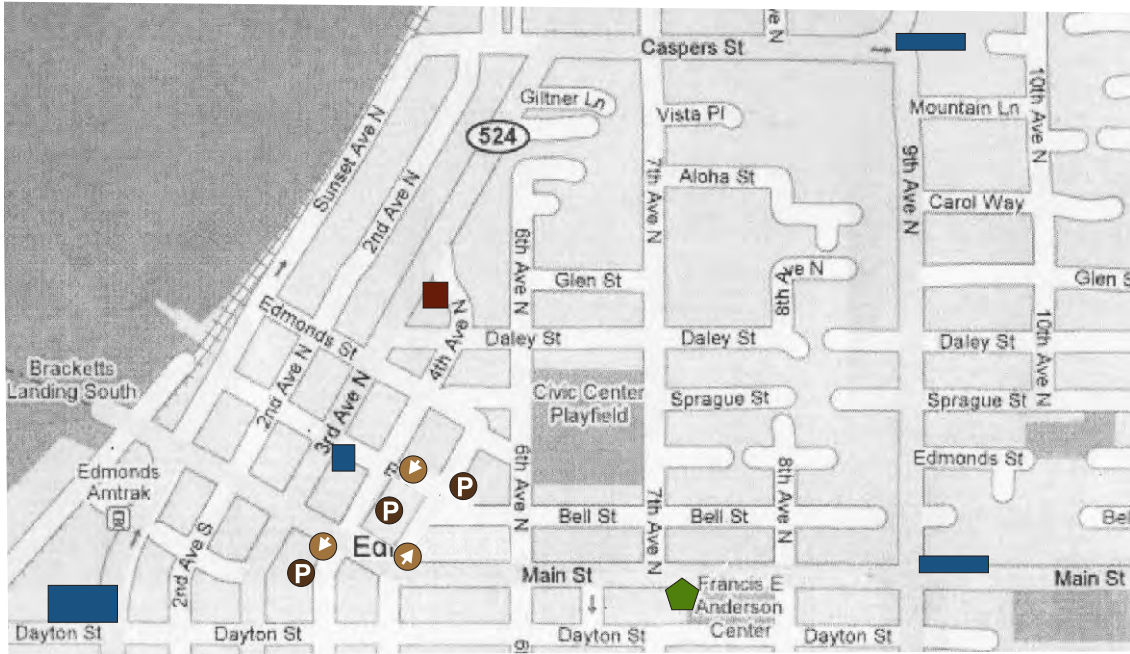 Caspers St
Giltner Ln
Vista Pl
Mountain Ln
10th Ave N
524
Sunset Ave N
2nd Ave N
7th Ave N
Aloha St
9th Ave N
Carol Way
6th Ave N
Glen St
8th A
ve N
Glen S
Edmonds St
4th Ave N
Daley St
Daley St
Daley St
10th Ave N
Bracketts
Landing South
2nd Ave N
3rd Ave N
Civic Center
Playfield
Sprague St
Sprague St
Edmonds
Amtrak
6th Ave N
7th Ave N
8th Ave N
Edmonds St
P
P
Bell St
Bell St
Bel
2nd Ave S
P
Main St
Main St
Francis E
Anderson
Center
Dayton St
Dayton St
Dayton St
Dayton St